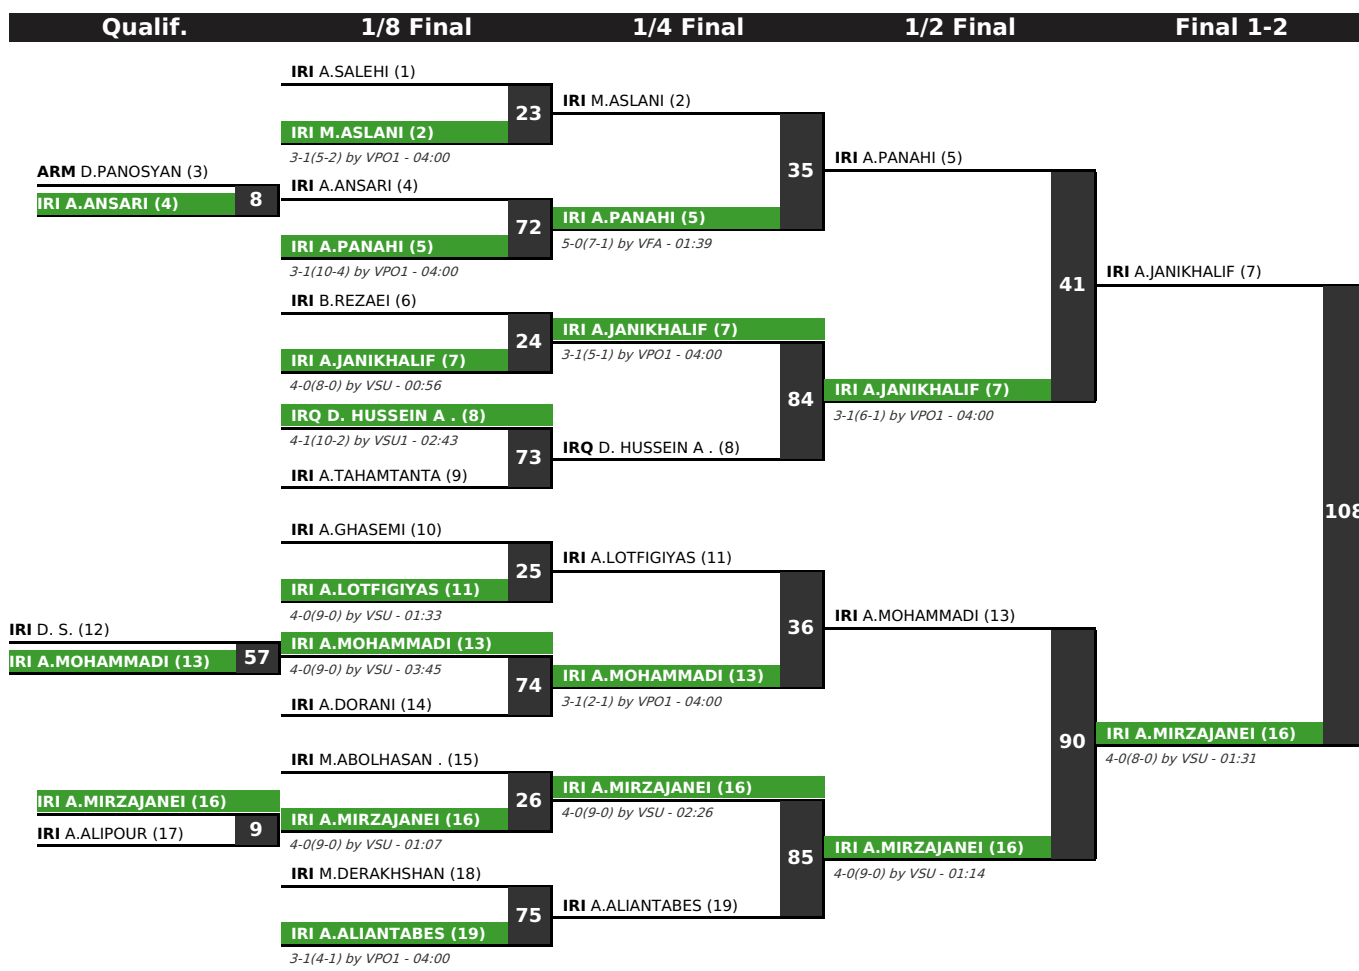 Qualif. 1/8 Final 1/4 Final 1/2 Final Final 1-2
IRI A.SALEHI (1)
23
IRI M.ASLANI (2)
IRI M.ASLANI (2)
3-1(5-2) by VPO1 - 04:00
35
IRI A.PANAHI (5)
ARM D.PANOSYAN (3)
8
IRI A.ANSARI (4)
IRI A.ANSARI (4)
72
IRI A.PANAHI (5)
IRI A.PANAHI (5)
3-1(10-4) by VPO1 - 04:00
5-0(7-1) by VFA - 01:39
41
IRI A.JANIKHALIF (7)
IRI B.REZAEI (6)
24
IRI A.JANIKHALIF (7)
IRI A.JANIKHALIF (7)
4-0(8-0) by VSU - 00:56
3-1(5-1) by VPO1 - 04:00
84
IRI A.JANIKHALIF (7)
3-1(6-1) by VPO1 - 04:00
IRQ D. HUSSEIN A . (8)
4-1(10-2) by VSU1 - 02:43
73
IRQ D. HUSSEIN A . (8)
IRI A.TAHAMTANTA (9)
108
IRI A.GHASEMI (10)
25
IRI A.LOTFIGIYAS (11)
IRI A.LOTFIGIYAS (11)
4-0(9-0) by VSU - 01:33
36
IRI A.MOHAMMADI (13)
IRI D. S. (12)
57
IRI A.MOHAMMADI (13)
IRI A.MOHAMMADI (13)
4-0(9-0) by VSU - 03:45
74
IRI A.MOHAMMADI (13)
3-1(2-1) by VPO1 - 04:00
IRI A.DORANI (14)
90
IRI A.MIRZAJANEI (16)
4-0(8-0) by VSU - 01:31
IRI M.ABOLHASAN . (15)
26
IRI A.MIRZAJANEI (16)
4-0(9-0) by VSU - 02:26
IRI A.MIRZAJANEI (16)
9
IRI A.ALIPOUR (17)
IRI A.MIRZAJANEI (16)
4-0(9-0) by VSU - 01:07
85
IRI A.MIRZAJANEI (16)
4-0(9-0) by VSU - 01:14
IRI M.DERAKHSHAN (18)
75
IRI A.ALIANTABES (19)
IRI A.ALIANTABES (19)
3-1(4-1) by VPO1 - 04:00